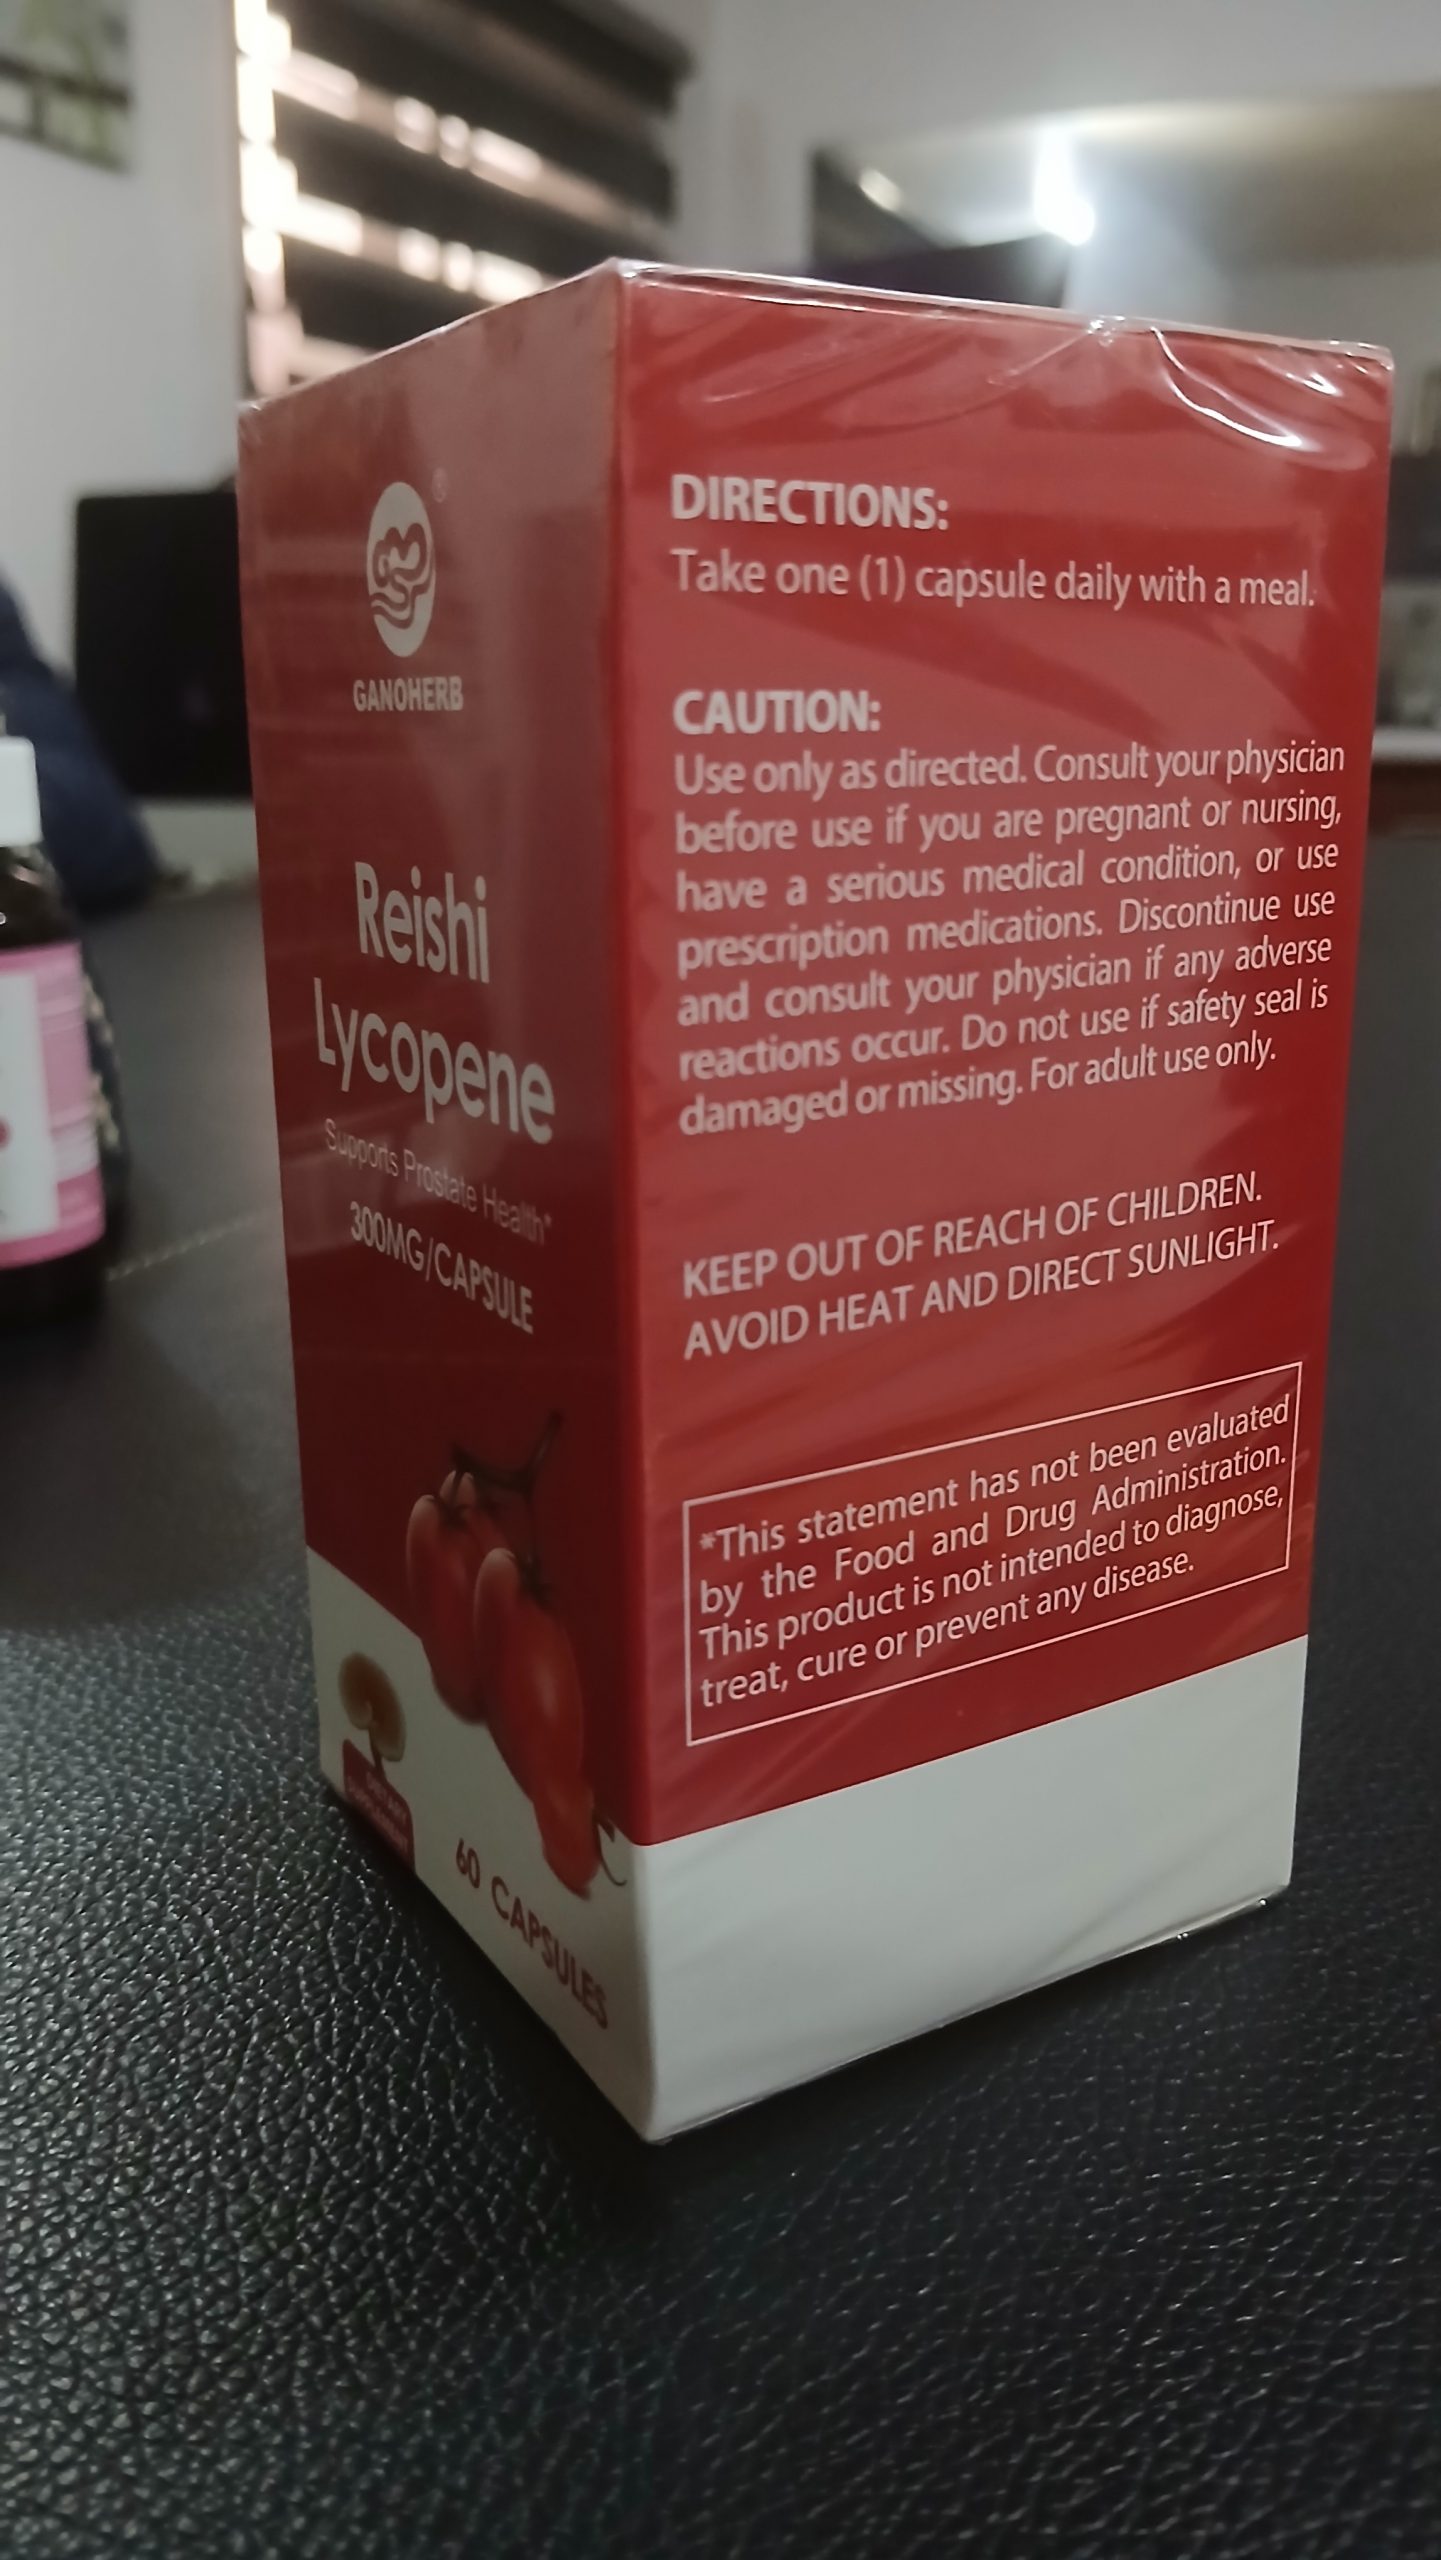 ®
GANOHERB
Reishi
Lycopene
Supports Prostate Health*
300MG/CAPSULE
DIETARY
SUPPLEMENT
60 CAPSULES
DIRECTIONS:
Take one (1) capsule daily with a meal.
CAUTION:
Use only as directed. Consult your physician
before use if you are pregnant or nursing,
have a serious medical condition, or use
prescription medications. Discontinue use
and consult your physician if any adverse
reactions occur. Do not use if safety seal is
damaged or missing. For adult use only.
KEEP OUT OF REACH OF CHILDREN.
AVOID HEAT AND DIRECT SUNLIGHT.
*This statement has not been evaluated
by the Food and Drug Administration.
This product is not intended to diagnose,
treat, cure or prevent any disease.